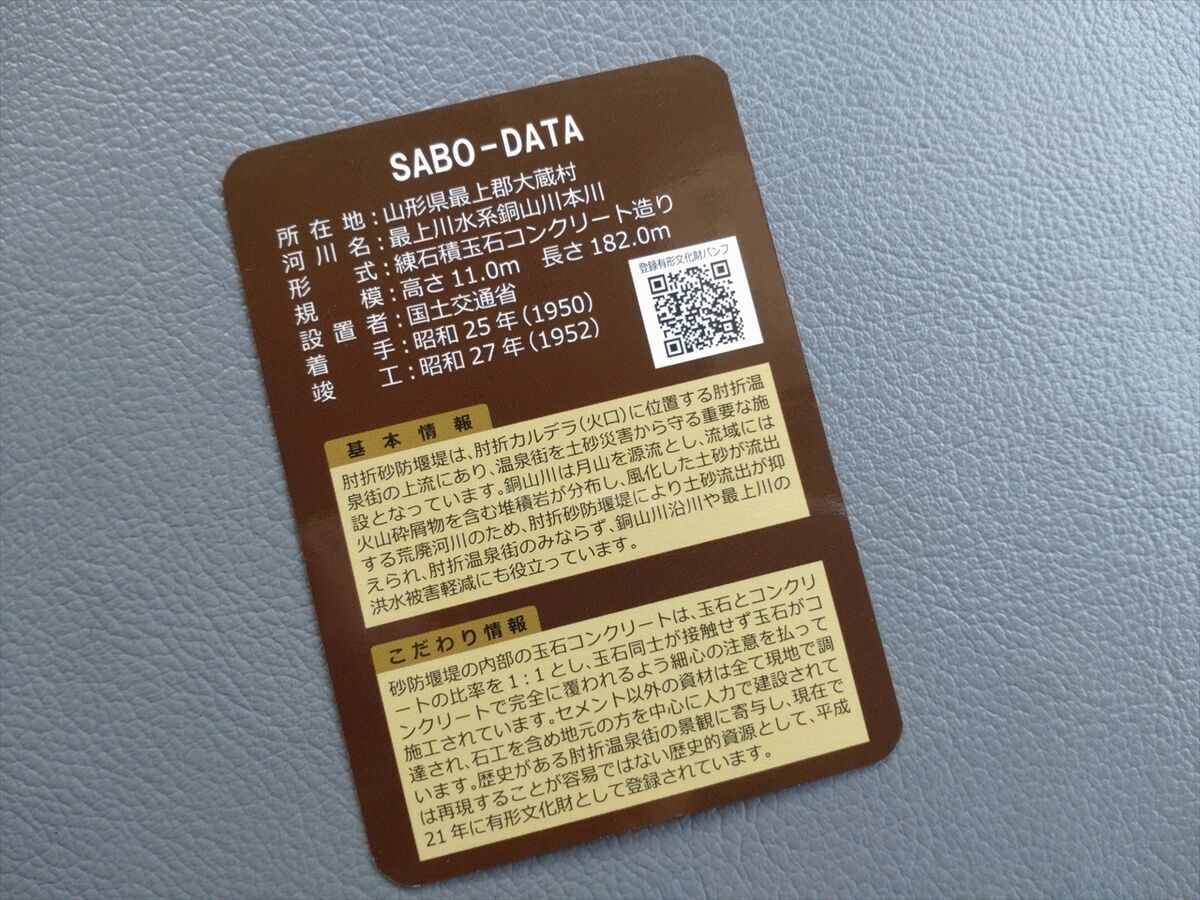 SABO-DATA
所在地：山形県最上郡大蔵村
河川名：最上川水系銅山川本川
形式：練石積玉石コンクリート造り
規模：高さ 11.0m　長さ 182.0m
設置者：国土交通省
着手：昭和 25 年（1950）
竣工：昭和 27 年（1952）
登録有形文化財パンフ
基本情報
肘折砂防堰堤は、肘折カルデラ（火口）に位置する肘折温
泉街の上流にあり、温泉街を土砂災害から守る重要な施
設となっています。銅山川は月山を源流とし、流域には
火山砕屑物を含む堆積岩が分布し、風化した土砂が流出
する荒廃河川のため、肘折砂防堰堤により土砂流出が抑
えられ、肘折温泉街のみならず、銅山川沿川や最上川の
洪水被害軽減にも役立っています。
こだわり情報
砂防堰堤の内部の玉石コンクリートは、玉石とコンクリ
ートの比率を 1：1 とし、玉石同士が接触せず玉石がコ
ンクリートで完全に覆われるよう細心の注意を払って
施工されています。セメント以外の資材は全て現地で調
達され、石工を含め地元の方を中心に人力で建設されて
います。歴史がある肘折温泉街の景観に寄与し、現在で
は再現することが容易ではない歴史的資源として、平成
21 年に有形文化財として登録されています。